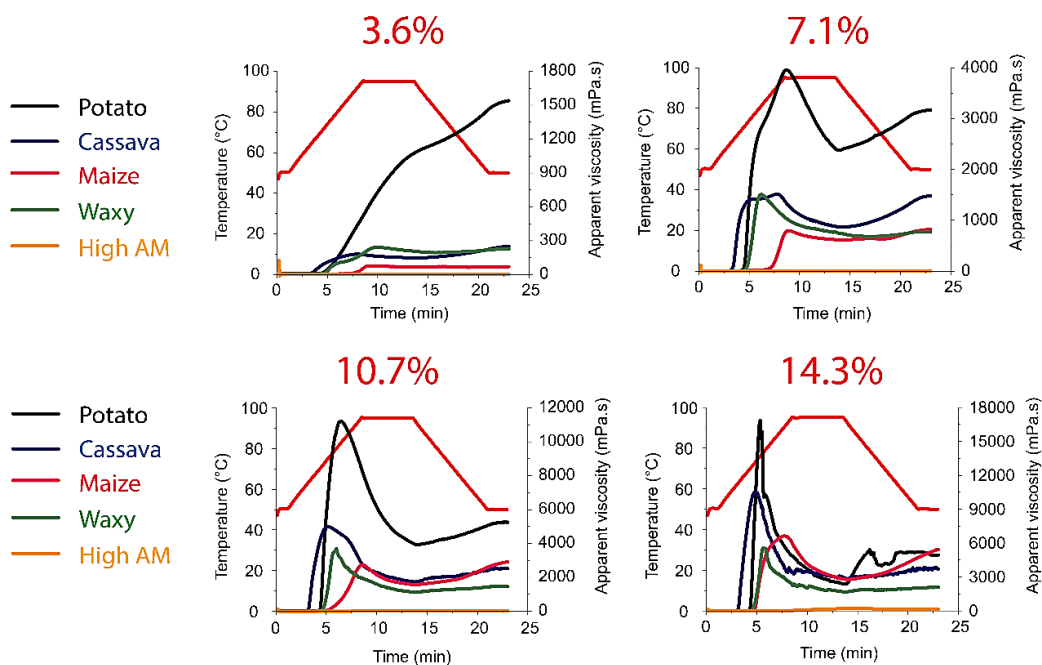 3.6%
7.1%
Potato
Cassava
Maize
Waxy
High AM
Temperature (°C)
100
80
60
40
20
0
1800
1500
1200
900
600
300
0
Apparent viscosity (mPa.s)
0 5 10 15 20 25
Time (min)
Temperature (°C)
100
80
60
40
20
0
4000
3000
2000
1000
0
Apparent viscosity (mPa.s)
0 5 10 15 20 25
Time (min)
10.7%
14.3%
Potato
Cassava
Maize
Waxy
High AM
Temperature (°C)
100
80
60
40
20
0
12000
10000
8000
6000
4000
2000
0
Apparent viscosity (mPa.s)
0 5 10 15 20 25
Time (min)
Temperature (°C)
100
80
60
40
20
0
18000
15000
12000
9000
6000
3000
0
Apparent viscosity (mPa.s)
0 5 10 15 20 25
Time (min)